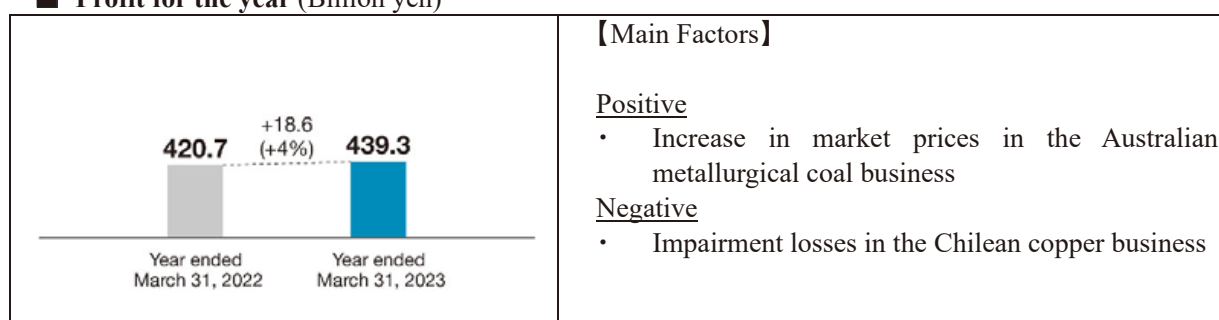 ■ Profit for the year (Billion yen)
+18.6
420.7 (+4%) 439.3
Year ended Year ended
March 31, 2022 March 31, 2023
【Main Factors】
Positive
・ Increase in market prices in the Australian
metallurgical coal business
Negative
・ Impairment losses in the Chilean copper business